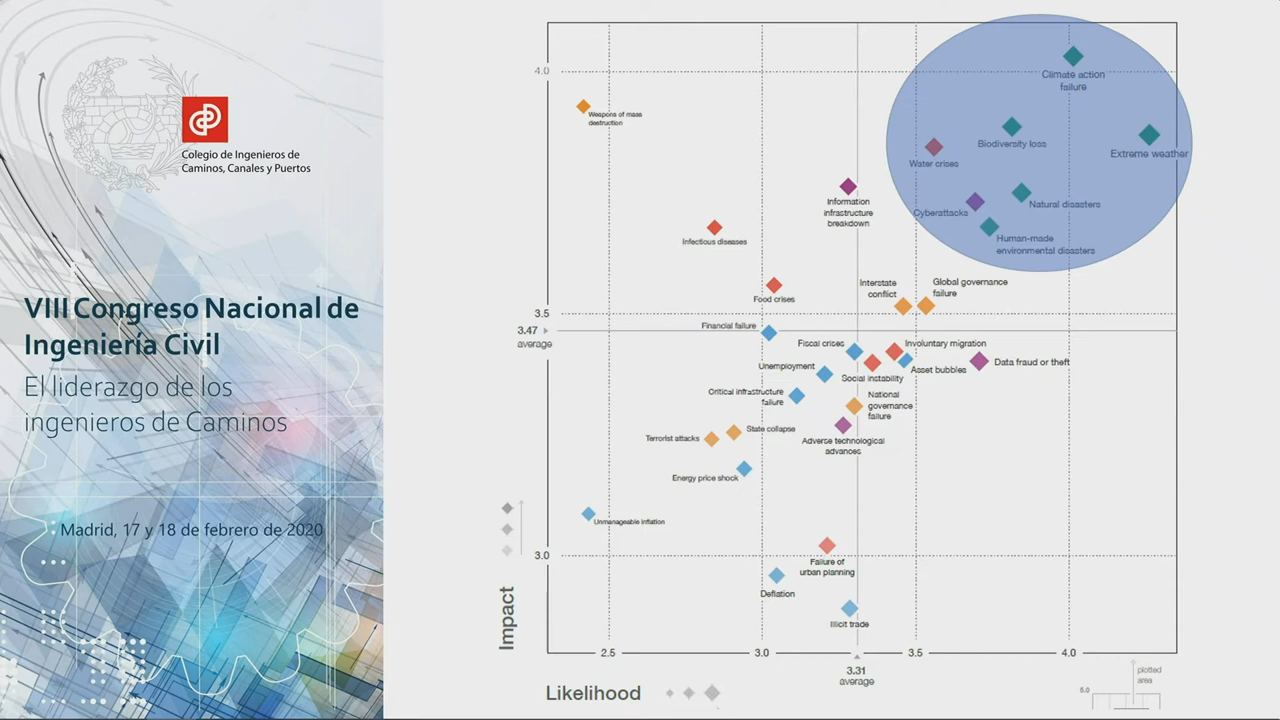 Colegio de Ingenieros de
Caminos, Canales y Puertos
VIII Congreso Nacional de
Ingeniería Civil
El liderazgo de los
ingenieros de Caminos
Madrid, 17 y 18 de febrero de 2020
4.0
Climate action
failure
Weapons of mass
destruction
Biodiversity loss
Extreme weather
Water crises
Information
infrastructure
breakdown
Cyberattacks
Natural disasters
Infectious diseases
Human-made
environmental disasters
Food crises
Interstate
conflict
Global governance
failure
3.5
3.47
average
Financial failure
Fiscal crises
Involuntary migration
Unemployment
Social instability
Asset bubbles
Data fraud or theft
Critical infrastructure
failure
National
governance
failure
State collapse
Terrorist attacks
Adverse technological
advances
Energy price shock
Unmanageable inflation
3.0
Failure of
urban planning
Deflation
Illicit trade
Impact
2.5
3.0
3.5
4.0
3.31
average
Likelihood
plotted
area
5.0